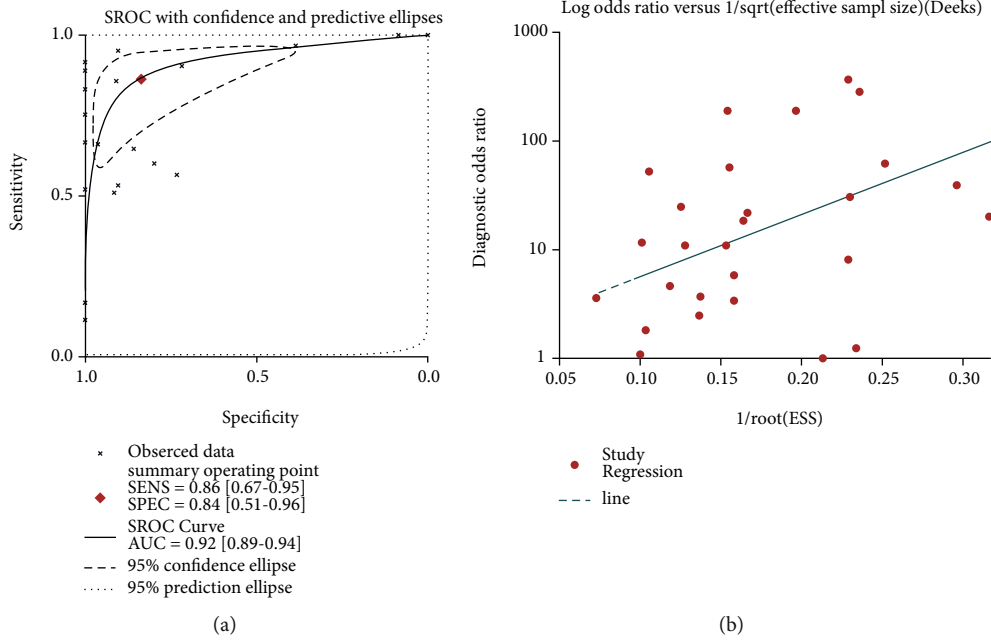 SROC with confidence and predictive ellipses
1.0
0.5
0.0
Sensitivity
1.0
0.5
0.0
Specificity
Obserced data
summary operating point
SENS = 0.86 [0.67-0.95]
SPEC = 0.84 [0.51-0.96]
SROC Curve
AUC = 0.92 [0.89-0.94]
95% confidence ellipse
95% prediction ellipse
(a)
Log odds ratio versus 1/sqrt(effective sampl size)(Deeks)
1000
100
10
1
Diagnostic odds ratio
0.05
0.10
0.15
0.20
0.25
0.30
1/root(ESS)
Study
Regression
line
(b)